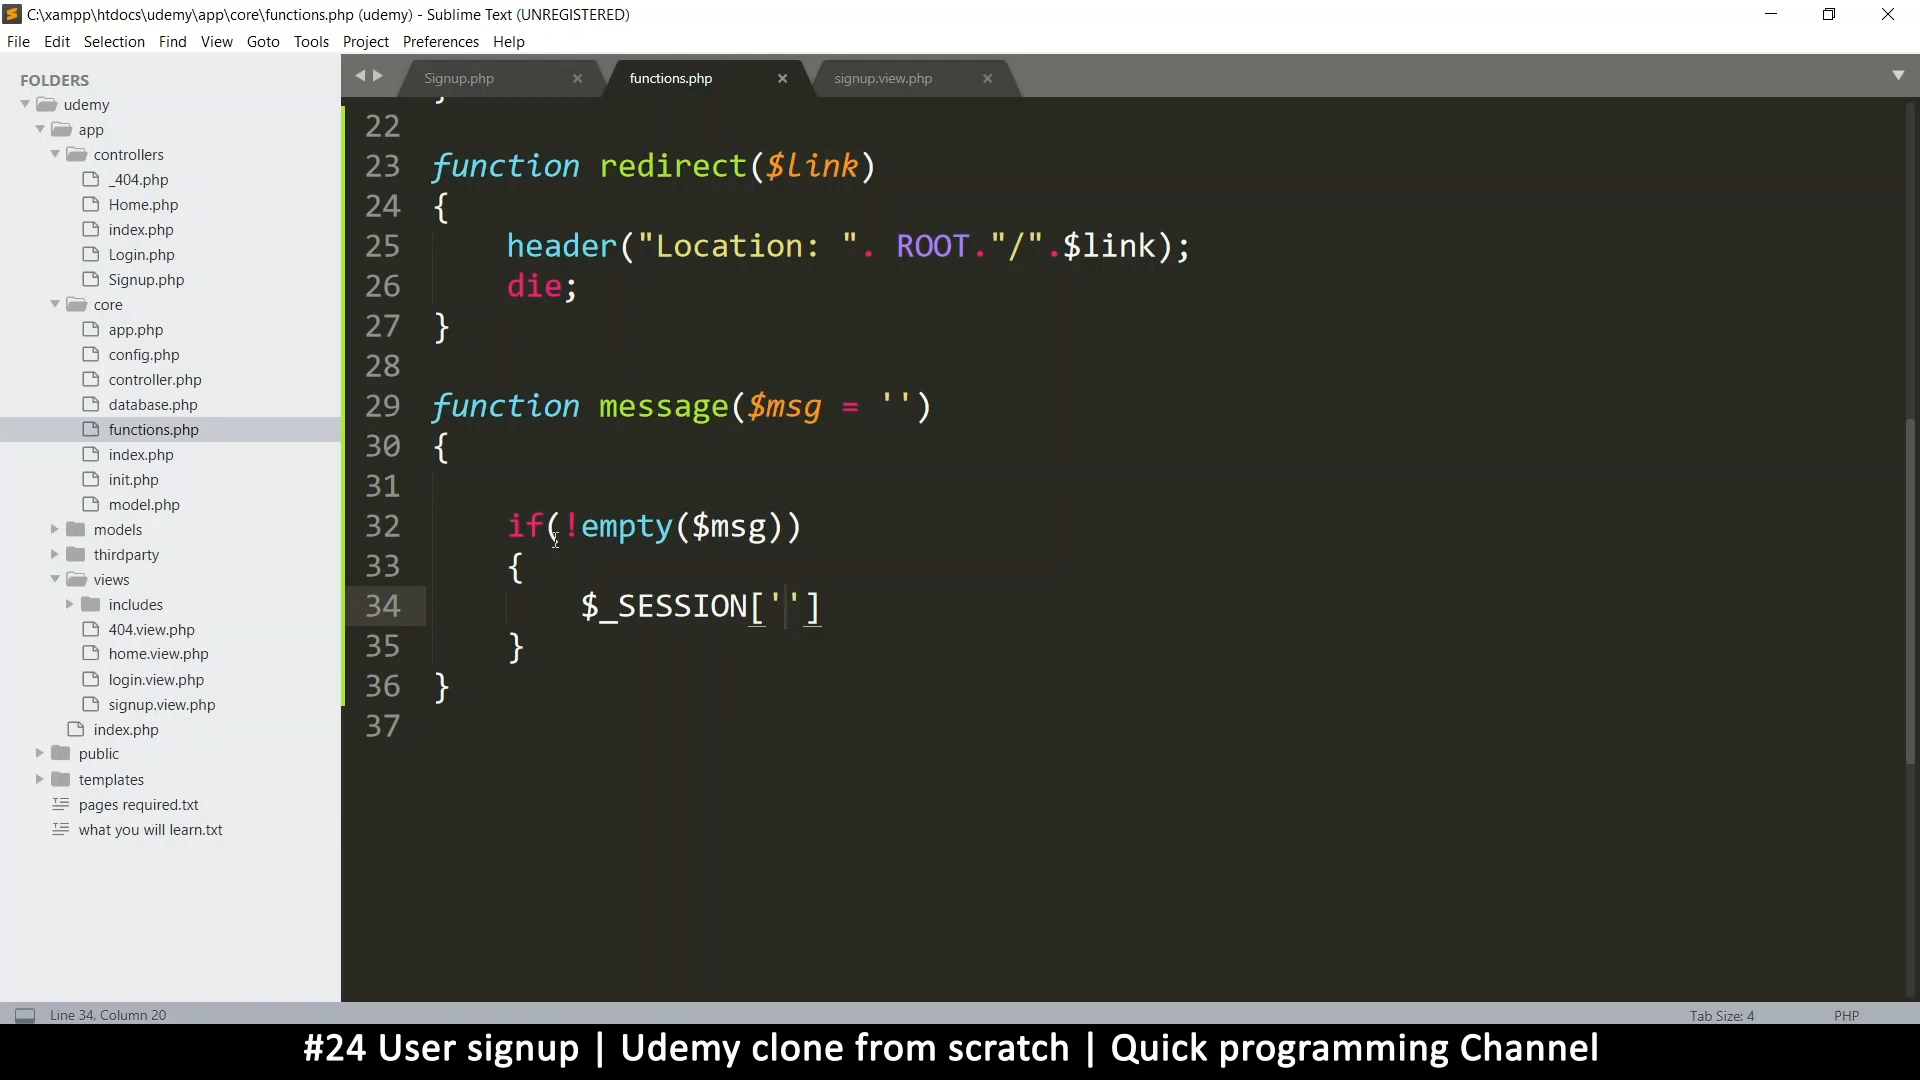 C:\xampp\htdocs\udemy\app\core\functions.php (udemy) - Sublime Text (UNREGISTERED)
File Edit Selection Find View Goto Tools Project Preferences Help
FOLDERS
udemy
app
controllers
_404.php
Home.php
index.php
Login.php
Signup.php
core
app.php
config.php
controller.php
database.php
functions.php
index.php
init.php
model.php
models
thirdparty
views
includes
404.view.php
home.view.php
login.view.php
signup.view.php
index.php
public
templates
pages required.txt
what you will learn.txt
Signup.php functions.php signup.view.php
}
22
23 function redirect($link)
24 {
25 header("Location: ". ROOT."/".$link);
26 die;
27 }
28
29 function message($msg = '')
30 {
31
32 if(!empty($msg))
33 {
34 $_SESSION['']
35 }
36 }
37
Line 34, Column 20 Tab Size: 4 PHP
#24 User signup | Udemy clone from scratch | Quick programming Channel